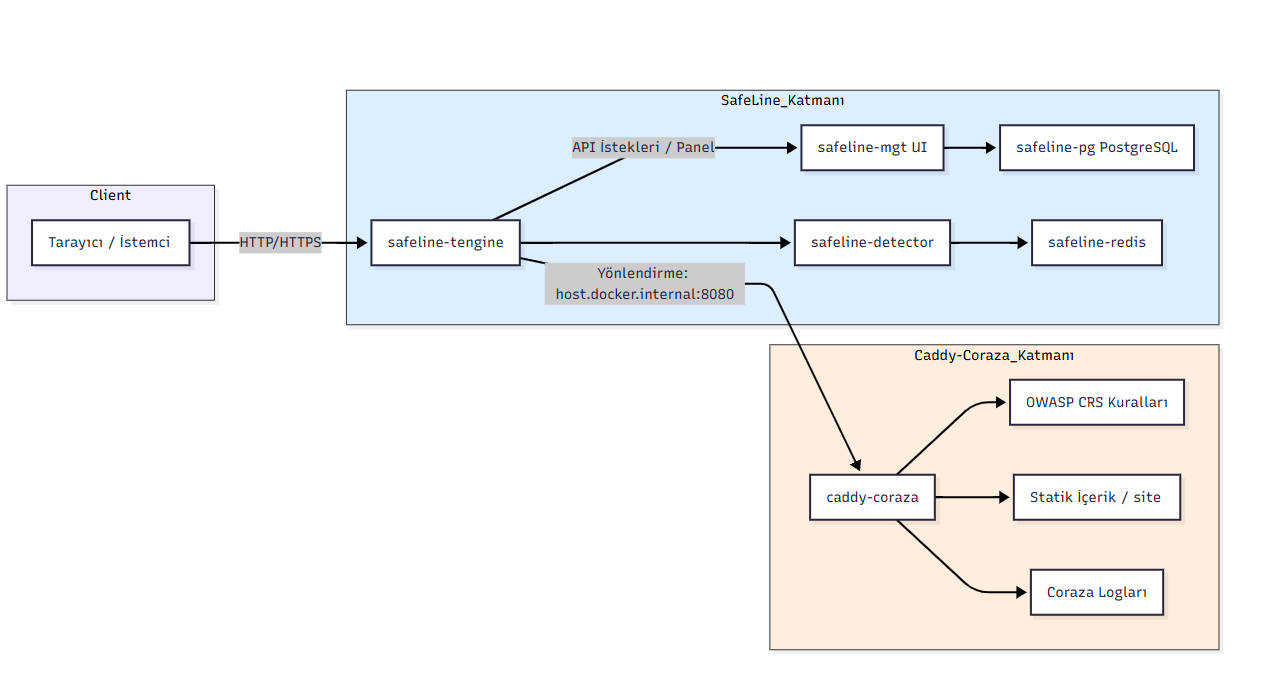 SafeLine_Katmanı
API İstekleri / Panel
safeline-mgt UI
safeline-pg PostgreSQL
Client
Tarayıcı / İstemci
HTTP/HTTPS
safeline-tengine
safeline-detector
safeline-redis
Yönlendirme:
host.docker.internal:8080
Caddy-Coraza_Katmanı
OWASP CRS Kuralları
caddy-coraza
Statik İçerik / site
Coraza Logları